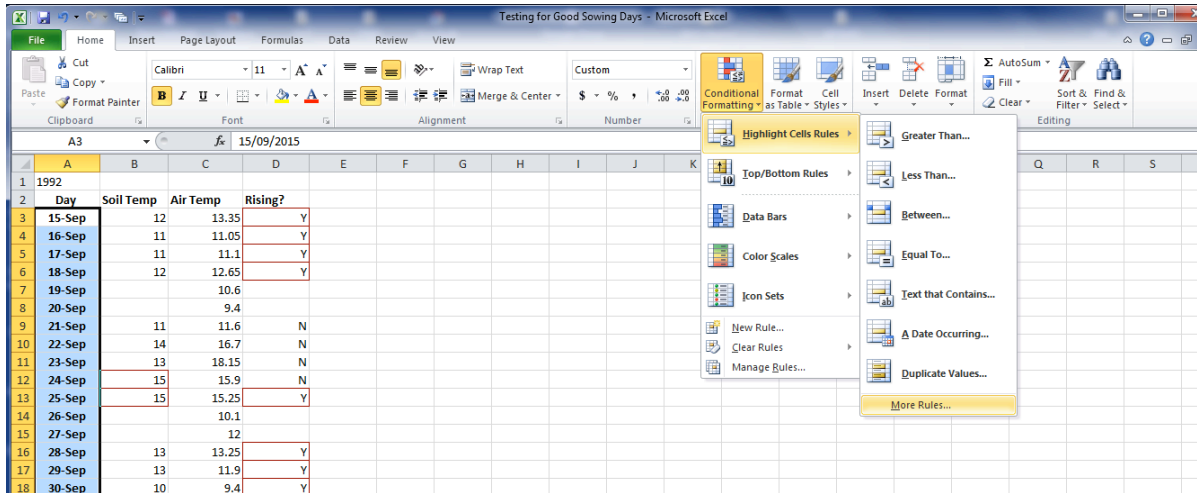 Testing for Good Sowing Days - Microsoft Excel
File Home Insert Page Layout Formulas Data Review View
Paste
Cut
Copy
Format Painter
Clipboard
Calibri 11 A A
B I U A
Font
Wrap Text
Merge & Center
Alignment
Custom
$ % , .0 .00 .00 .0
Number
Conditional Formatting
Format as Table
Cell Styles
Insert Delete Format
Σ AutoSum
Fill
Clear
Sort & Filter
Find & Select
Editing
A3 fx 15/09/2015
A B C D E F G H I J K Q R S
1 1992
2 Day Soil Temp Air Temp Rising?
3 15-Sep 12 13.35 Y
4 16-Sep 11 11.05 Y
5 17-Sep 11 11.1 Y
6 18-Sep 12 12.65 Y
7 19-Sep 10.6
8 20-Sep 9.4
9 21-Sep 11 11.6 N
10 22-Sep 14 16.7 N
11 23-Sep 13 18.15 N
12 24-Sep 15 15.9 N
13 25-Sep 15 15.25 Y
14 26-Sep 10.1
15 27-Sep 12
16 28-Sep 13 13.25 Y
17 29-Sep 13 11.9 Y
18 30-Sep 10 9.4 Y
Highlight Cells Rules
Top/Bottom Rules
Data Bars
Color Scales
Icon Sets
New Rule...
Clear Rules
Manage Rules...
Greater Than...
Less Than...
Between...
Equal To...
Text that Contains...
A Date Occurring...
Duplicate Values...
More Rules...